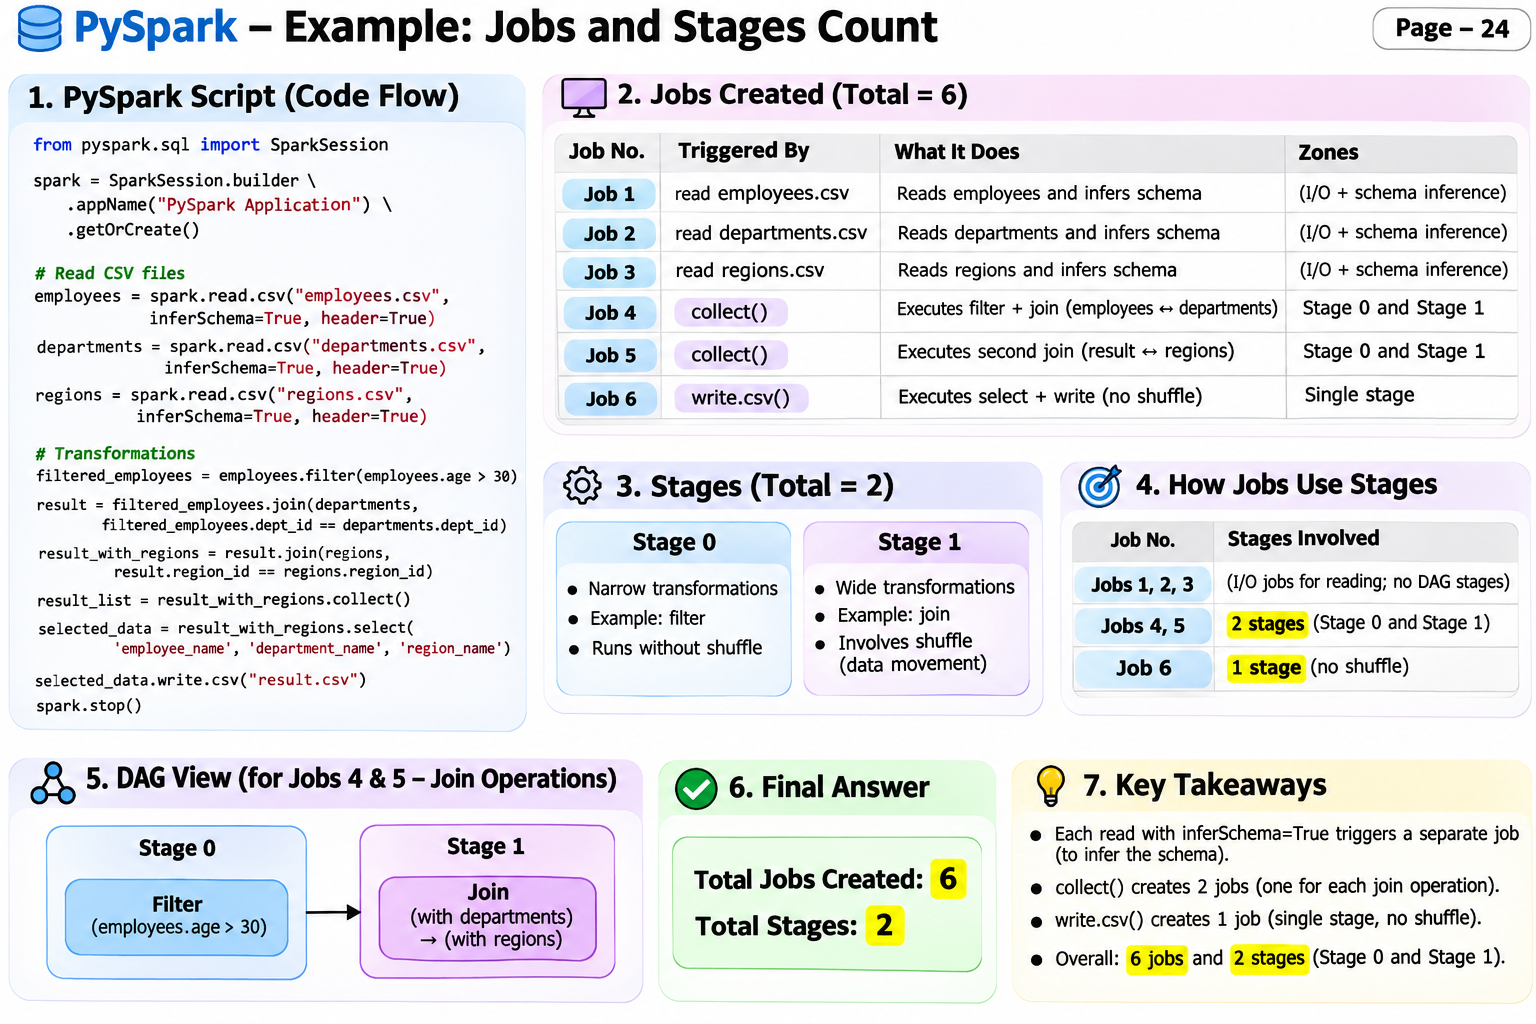 PySpark – Example: Jobs and Stages Count
Page – 24
1. PySpark Script (Code Flow)
from pyspark.sql import SparkSession
spark = SparkSession.builder \
.appName("PySpark Application") \
.getOrCreate()
# Read CSV files
employees = spark.read.csv("employees.csv",
inferSchema=True, header=True)
departments = spark.read.csv("departments.csv",
inferSchema=True, header=True)
regions = spark.read.csv("regions.csv",
inferSchema=True, header=True)
# Transformations
filtered_employees = employees.filter(employees.age > 30)
result = filtered_employees.join(departments,
filtered_employees.dept_id == departments.dept_id)
result_with_regions = result.join(regions,
result.region_id == regions.region_id)
result_list = result_with_regions.collect()
selected_data = result_with_regions.select(
'employee_name', 'department_name', 'region_name')
selected_data.write.csv("result.csv")
spark.stop()
2. Jobs Created (Total = 6)
Job No. Triggered By What It Does Zones
Job 1 read employees.csv Reads employees and infers schema (I/O + schema inference)
Job 2 read departments.csv Reads departments and infers schema (I/O + schema inference)
Job 3 read regions.csv Reads regions and infers schema (I/O + schema inference)
Job 4 collect() Executes filter + join (employees ↔ departments) Stage 0 and Stage 1
Job 5 collect() Executes second join (result ↔ regions) Stage 0 and Stage 1
Job 6 write.csv() Executes select + write (no shuffle) Single stage
3. Stages (Total = 2)
Stage 0
• Narrow transformations
• Example: filter
• Runs without shuffle
Stage 1
• Wide transformations
• Example: join
• Involves shuffle
(data movement)
4. How Jobs Use Stages
Job No. Stages Involved
Jobs 1, 2, 3 (I/O jobs for reading; no DAG stages)
Jobs 4, 5 2 stages (Stage 0 and Stage 1)
Job 6 1 stage (no shuffle)
5. DAG View (for Jobs 4 & 5 – Join Operations)
Stage 0
Filter
(employees.age > 30)
Stage 1
Join
(with departments)
→ (with regions)
6. Final Answer
Total Jobs Created: 6
Total Stages: 2
7. Key Takeaways
• Each read with inferSchema=True triggers a separate job
(to infer the schema).
• collect() creates 2 jobs (one for each join operation).
• write.csv() creates 1 job (single stage, no shuffle).
• Overall: 6 jobs and 2 stages (Stage 0 and Stage 1).